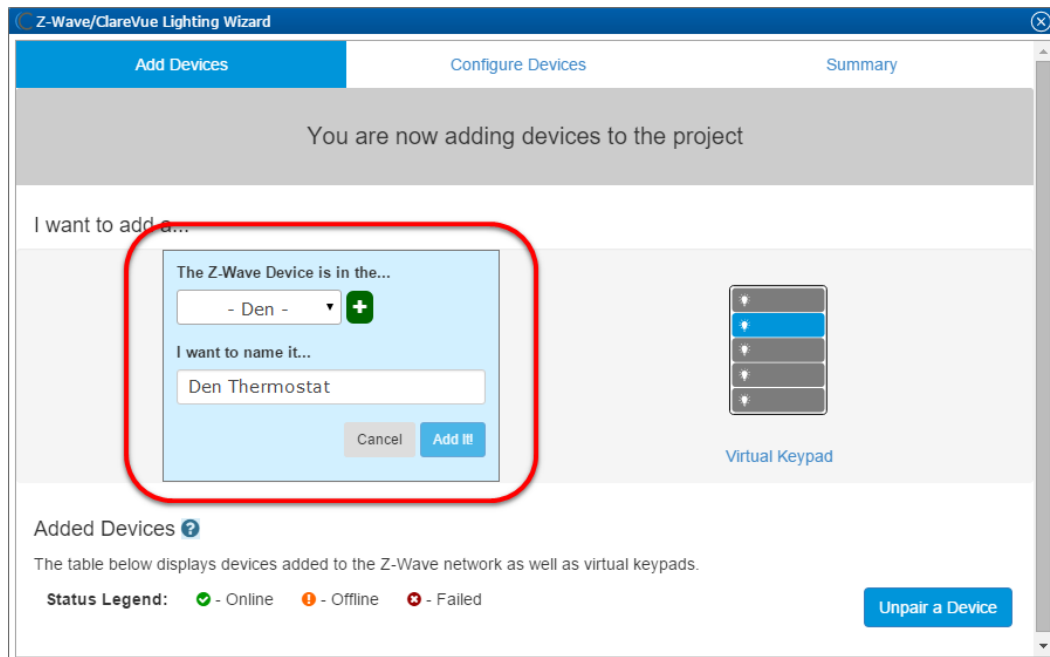 Z-Wave/ClareVue Lighting Wizard
Add Devices Configure Devices Summary
You are now adding devices to the project
I want to add a...
The Z-Wave Device is in the...
- Den -
I want to name it...
Den Thermostat
Cancel Add It!
Virtual Keypad
Added Devices ?
The table below displays devices added to the Z-Wave network as well as virtual keypads.
Status Legend: - Online - Offline - Failed
Unpair a Device